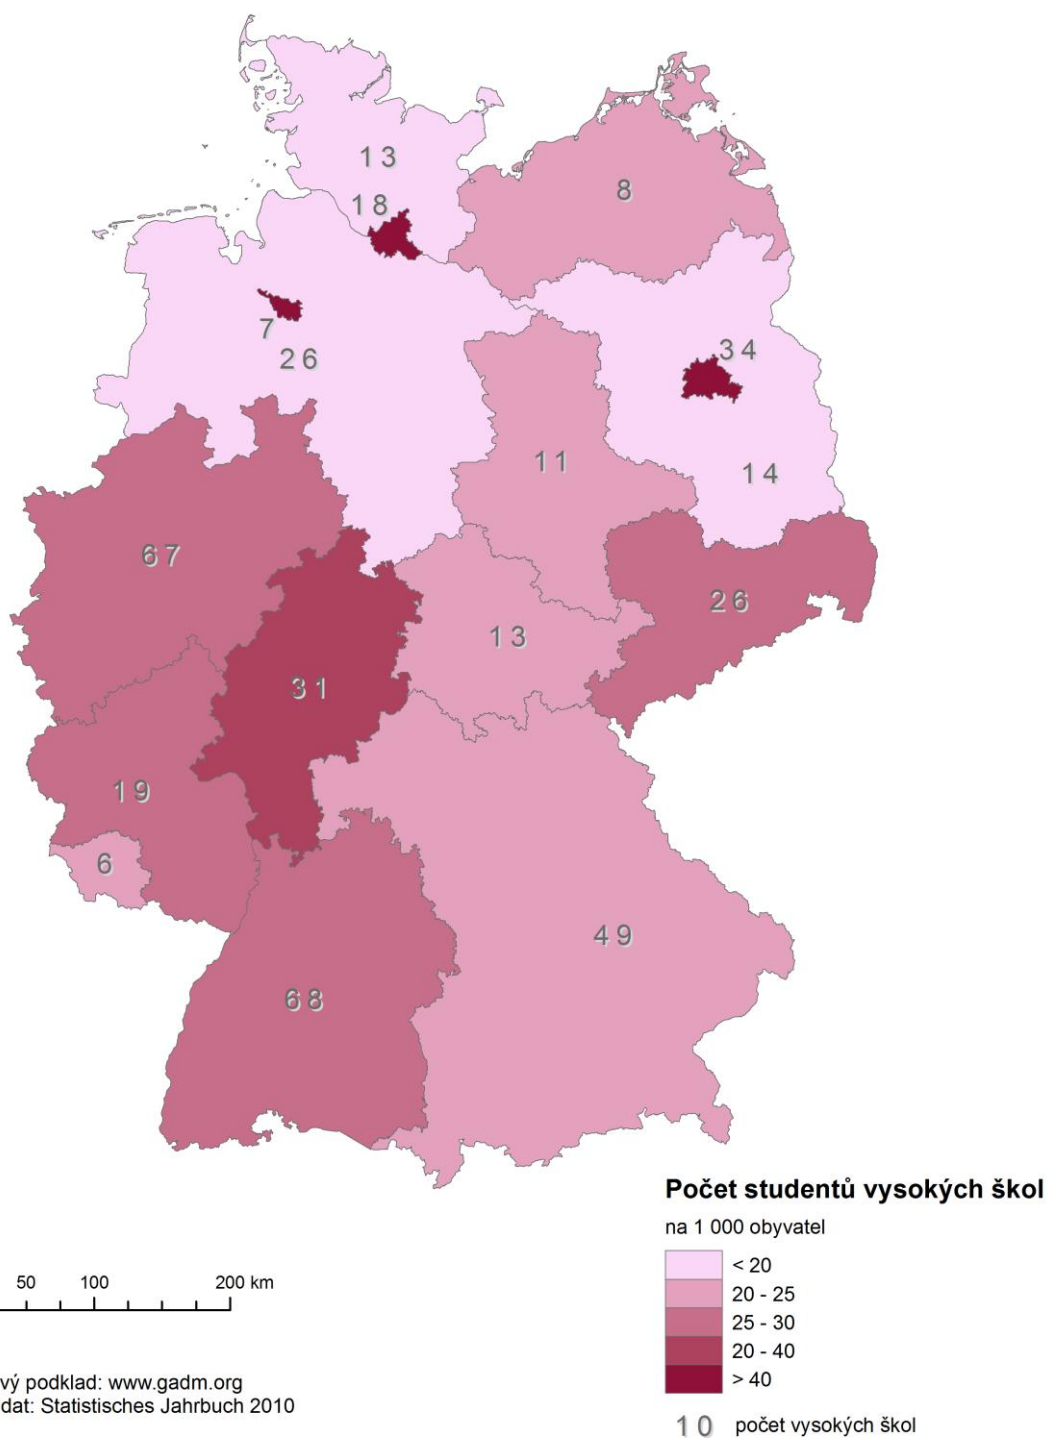 13
18
8
7
26
34
14
11
67
26
13
31
19
6
49
68
Počet studentů vysokých škol
na 1 000 obyvatel
< 20
20 - 25
25 - 30
20 - 40
> 40
10 počet vysokých škol
50 100 200 km
vý podklad: www.gadm.org
dat: Statistisches Jahrbuch 2010